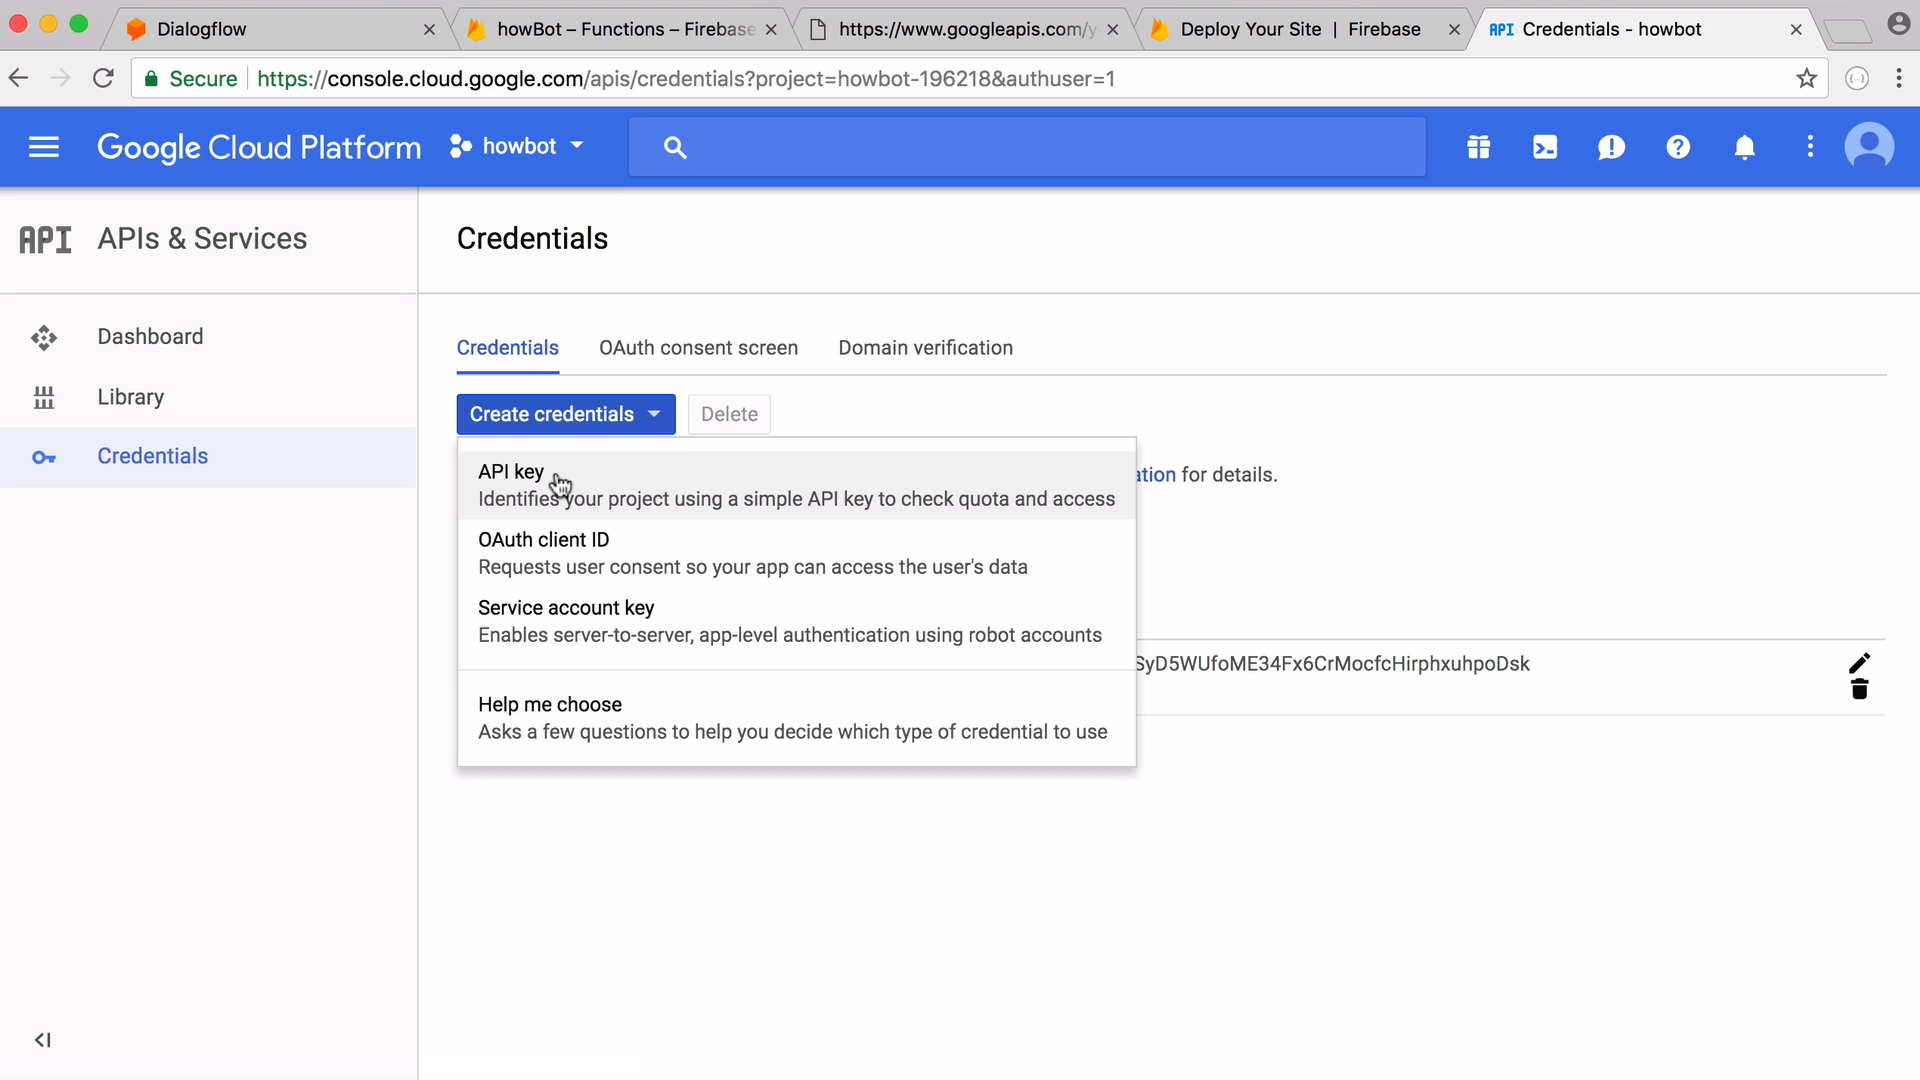 Dialogflow
howBot – Functions – Firebase
https://www.googleapis.com/y
Deploy Your Site | Firebase
API Credentials - howbot
Secure https://console.cloud.google.com/apis/credentials?project=howbot-196218&authuser=1
Google Cloud Platform
howbot
API APIs & Services
Credentials
Dashboard
Library
Credentials
Credentials
OAuth consent screen
Domain verification
Create credentials
Delete
API key
Identifies your project using a simple API key to check quota and access
ation for details.
OAuth client ID
Requests user consent so your app can access the user's data
Service account key
Enables server-to-server, app-level authentication using robot accounts
SyD5WUfoME34Fx6CrMocfcHirphxuhpoDsk
Help me choose
Asks a few questions to help you decide which type of credential to use